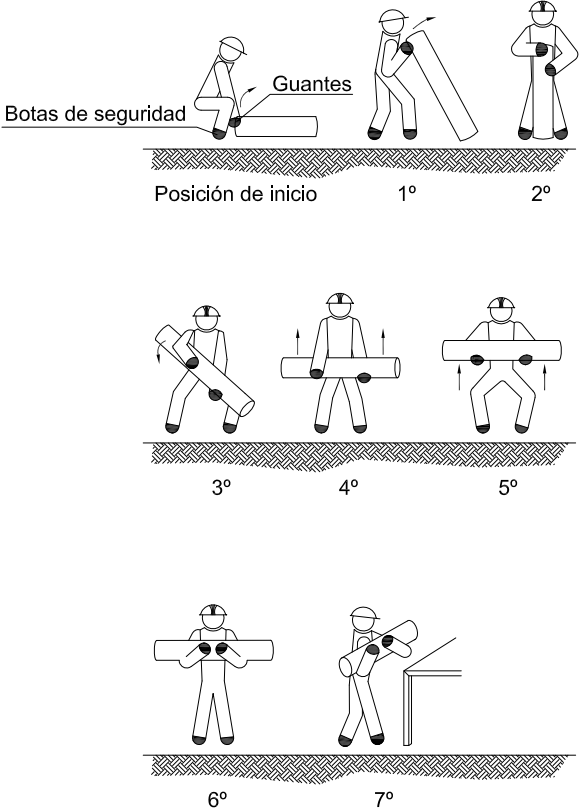 Guantes
Botas de seguridad
Posición de inicio
1º
2º
3º
4º
5º
6º
7º